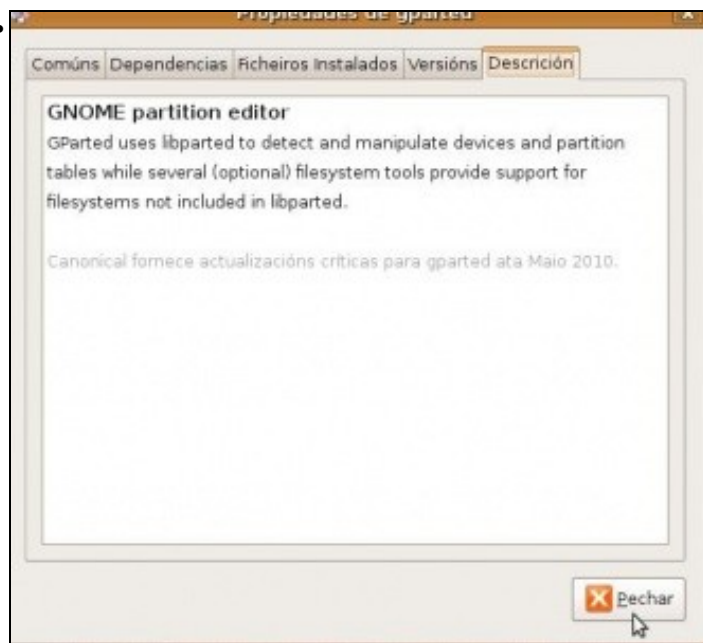 Propiedades de gparted
Comúns Dependencias Ficheiros Instalados Versións Descrición
GNOME partition editor
GParted uses libparted to detect and manipulate devices and partition
tables while several (optional) filesystem tools provide support for
filesystems not included in libparted.
Canonical fornece actualizacións críticas para gparted ata Maio 2010.
Pechar